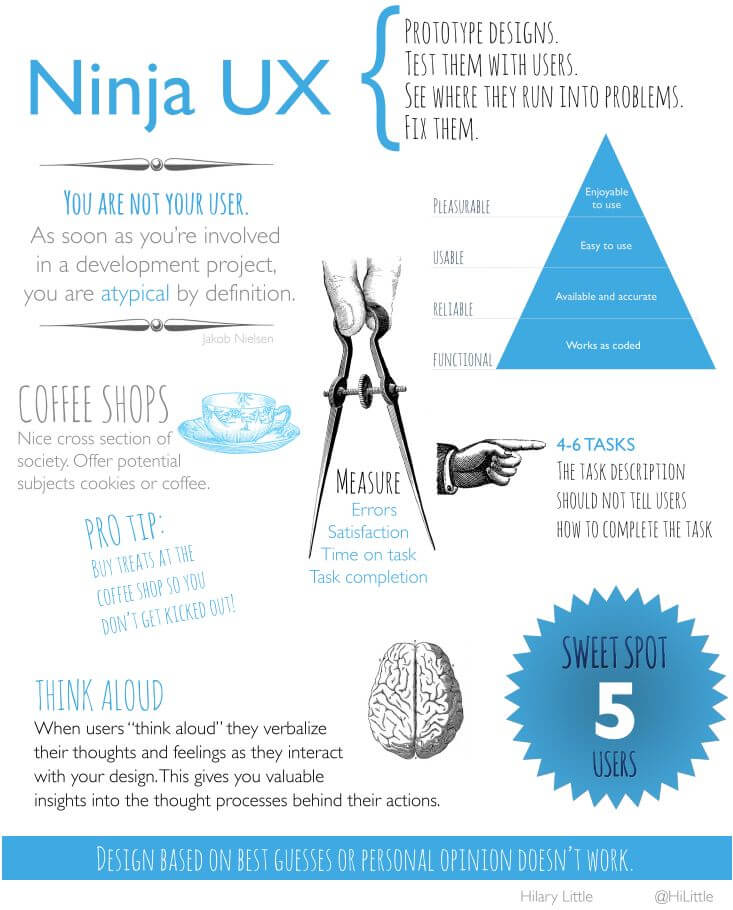 Ninja UX
PROTOTYPE DESIGNS.
TEST THEM WITH USERS.
SEE WHERE THEY RUN INTO PROBLEMS.
FIX THEM.
YOU ARE NOT YOUR USER.
As soon as you're involved
in a development project,
you are atypical by definition.
Jakob Nielsen
PLEASURABLE
Enjoyable
to use
USABLE
Easy to use
RELIABLE
Available and accurate
FUNCTIONAL
Works as coded
COFFEE SHOPS
Nice cross section of
society. Offer potential
subjects cookies or coffee.
PRO TIP:
BUY TREATS AT THE
COFFEE SHOP SO YOU
DON'T GET KICKED OUT!
MEASURE
Errors
Satisfaction
Time on task
Task completion
4-6 TASKS
THE TASK DESCRIPTION
SHOULD NOT TELL USERS
HOW TO COMPLETE THE TASK
THINK ALOUD
When users "think aloud" they verbalize
their thoughts and feelings as they interact
with your design. This gives you valuable
insights into the thought processes behind their actions.
SWEET SPOT
5
USERS
DESIGN BASED ON BEST GUESSES OR PERSONAL OPINION DOESN'T WORK.
Hilary Little @HiLittle